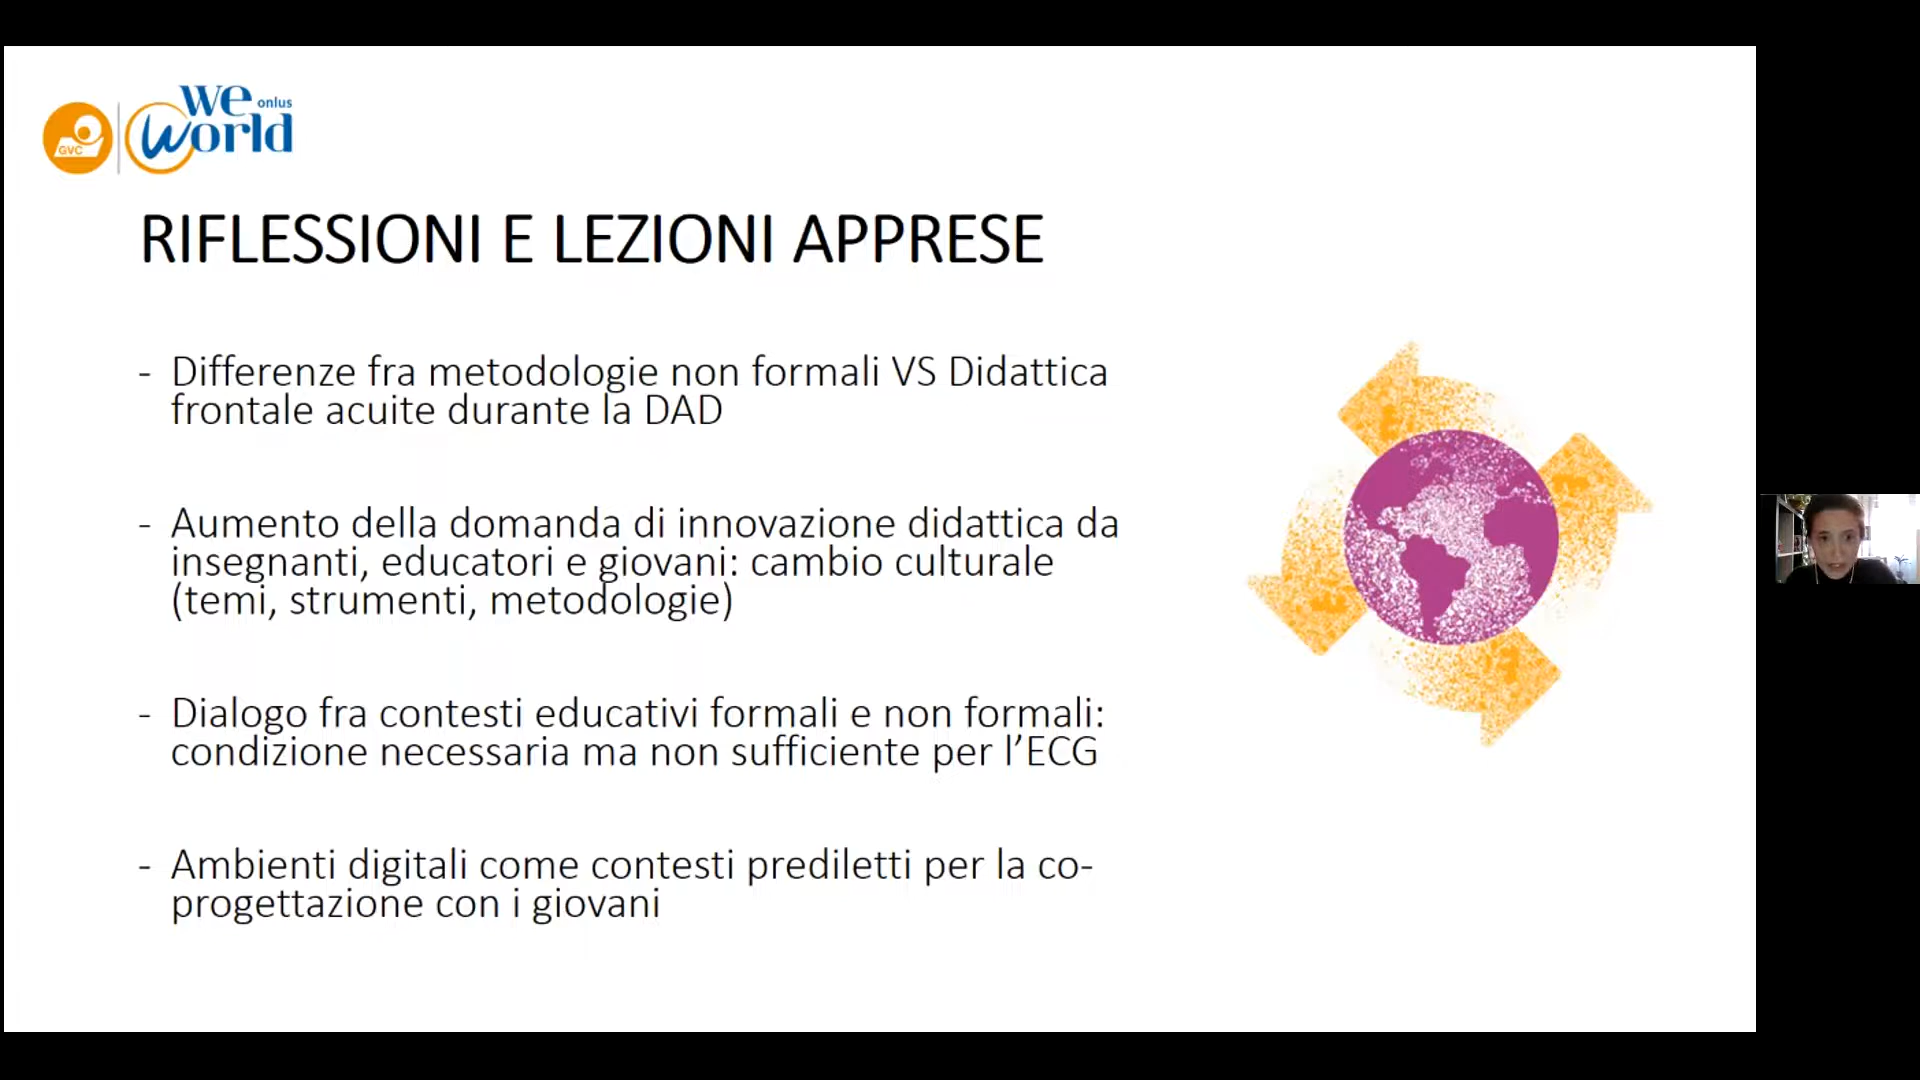 GVC
we onlus
world
RIFLESSIONI E LEZIONI APPRESE
- Differenze fra metodologie non formali VS Didattica
frontale acuite durante la DAD
- Aumento della domanda di innovazione didattica da
insegnanti, educatori e giovani: cambio culturale
(temi, strumenti, metodologie)
- Dialogo fra contesti educativi formali e non formali:
condizione necessaria ma non sufficiente per l’ECG
- Ambienti digitali come contesti prediletti per la co-
progettazione con i giovani